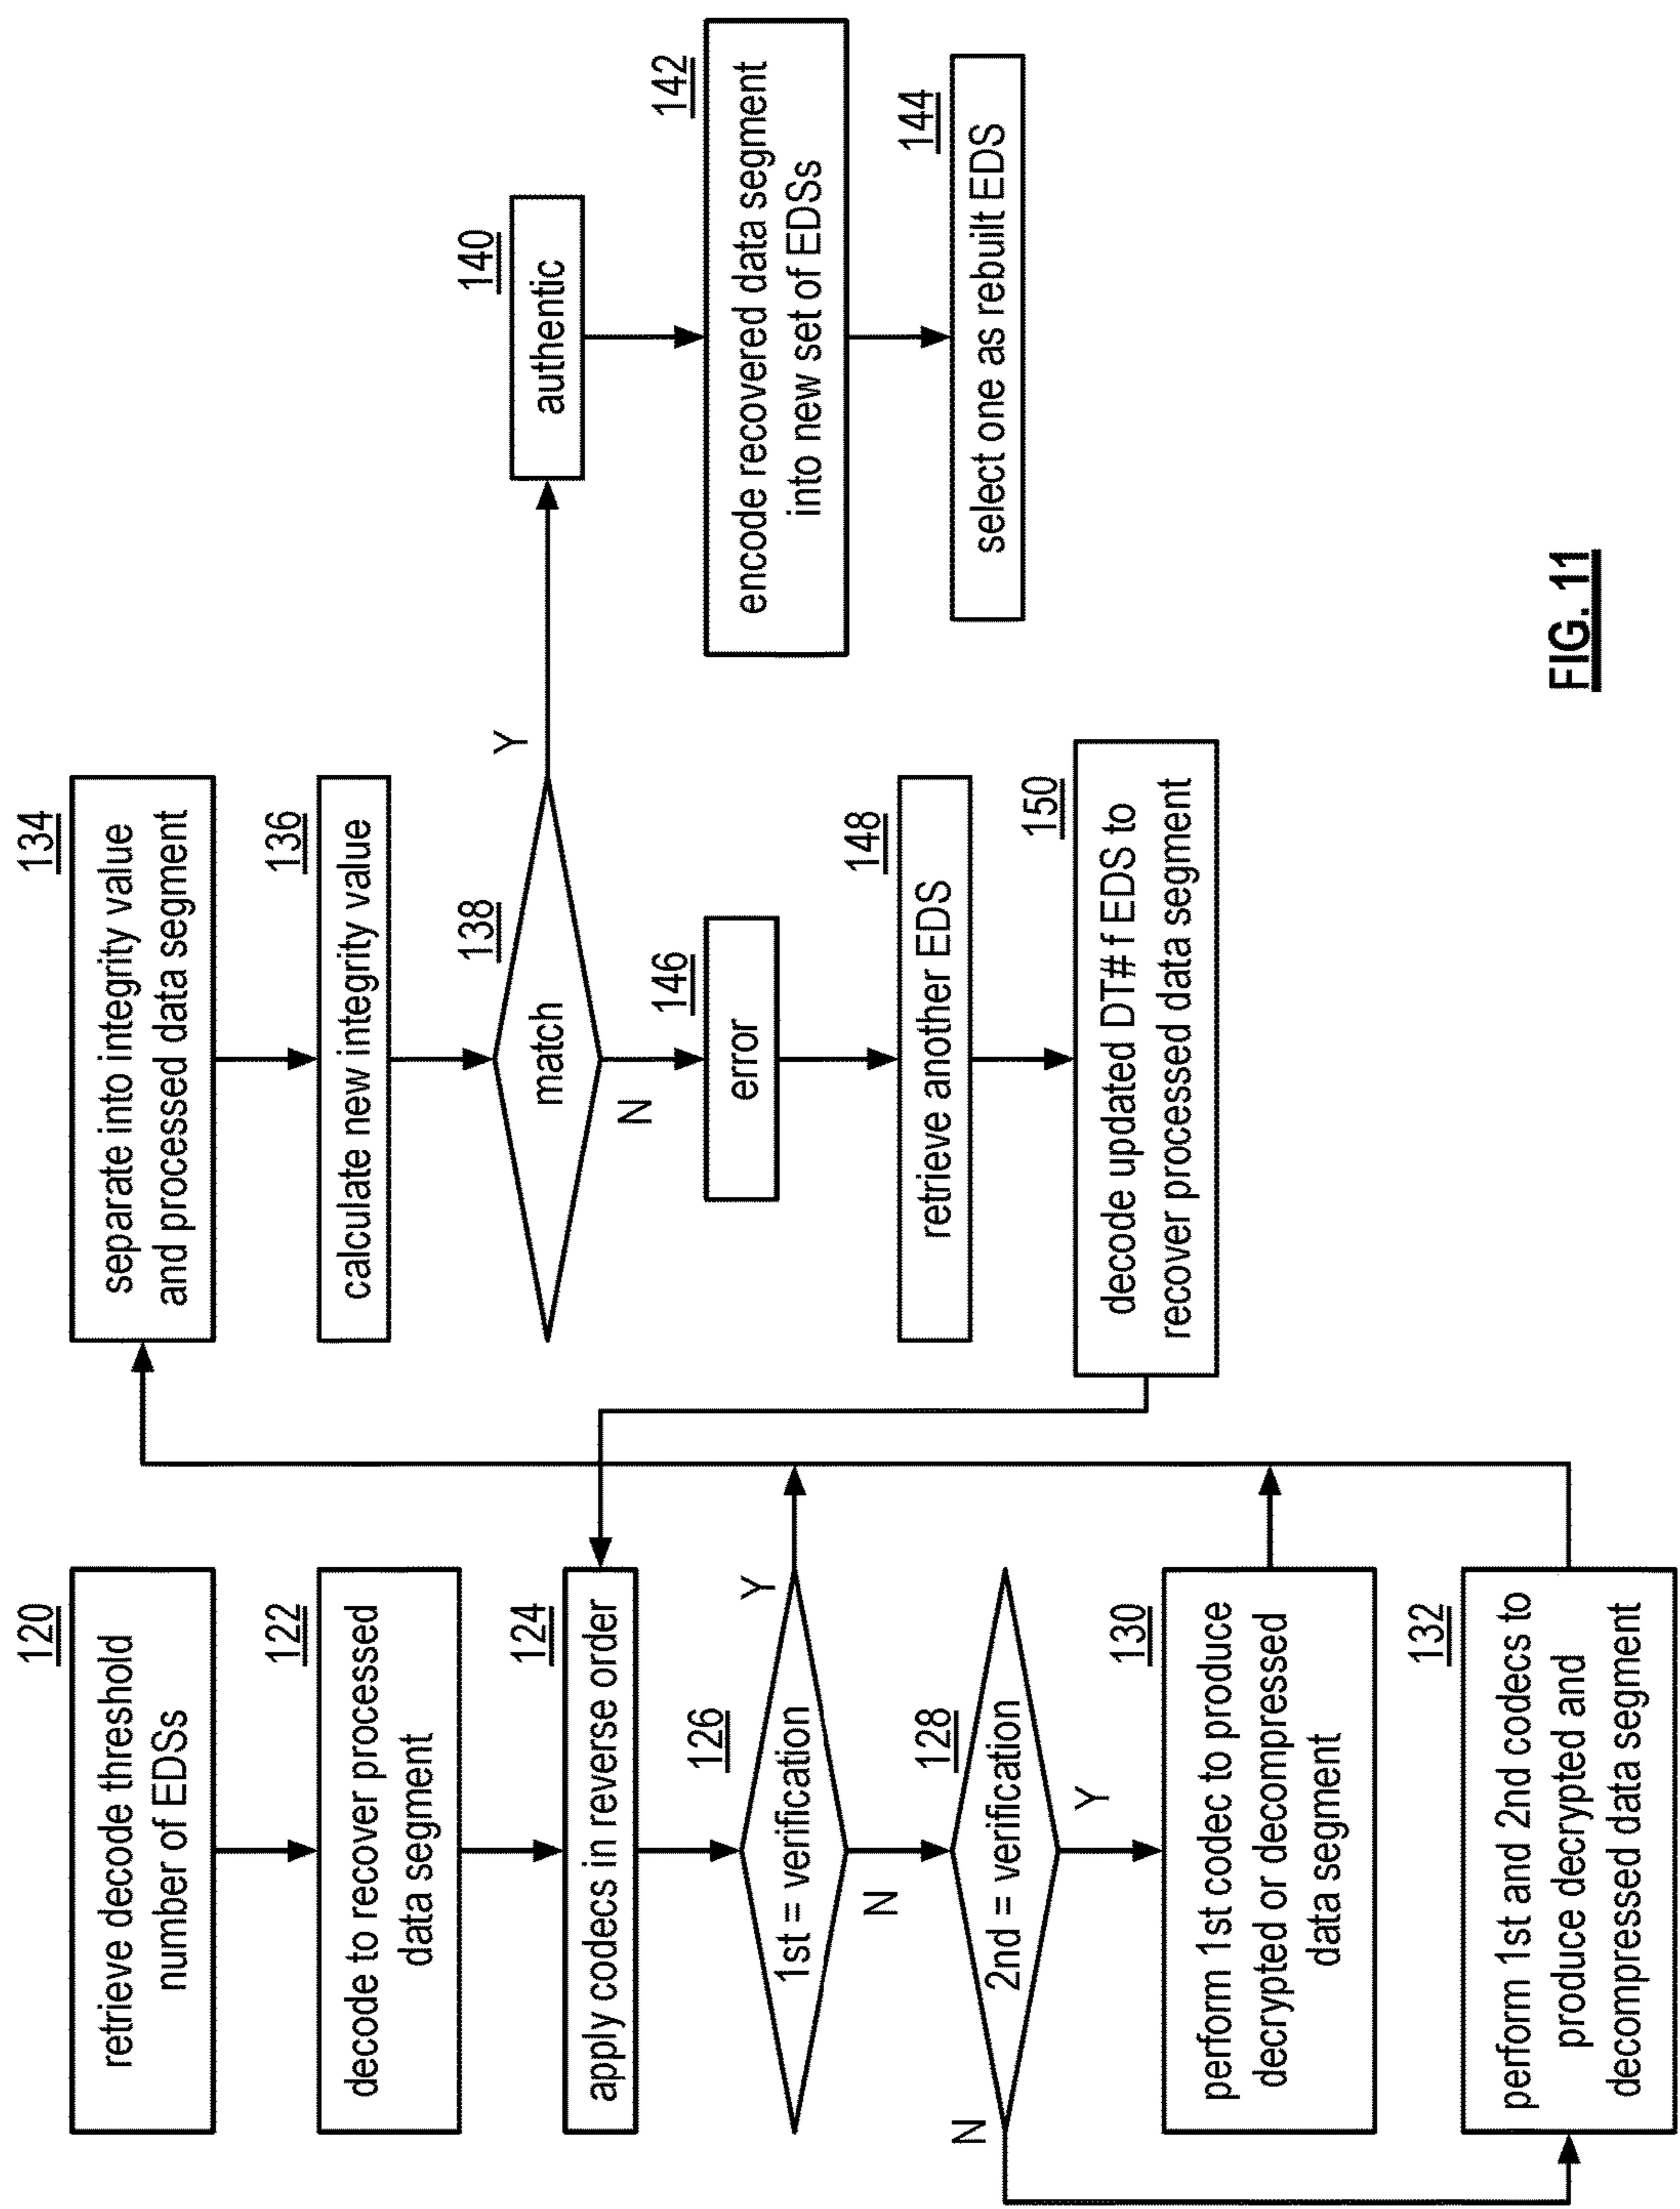 120
retrieve decode threshold
number of EDSs
122
decode to recover processed
data segment
124
apply codecs in reverse order
126
1st = verification
Y
N
128
2nd = verification
N
Y
130
perform 1st codec to produce
decrypted or decompressed
data segment
132
perform 1st and 2nd codecs to
produce decrypted and
decompressed data segment
134
separate into integrity value
and processed data segment
136
calculate new integrity value
138
match
Y
N
146
error
148
retrieve another EDS
150
decode updated DT# f EDS to
recover processed data segment
140
authentic
142
encode recovered data segment
into new set of EDSs
144
select one as rebuilt EDS
FIG. 11